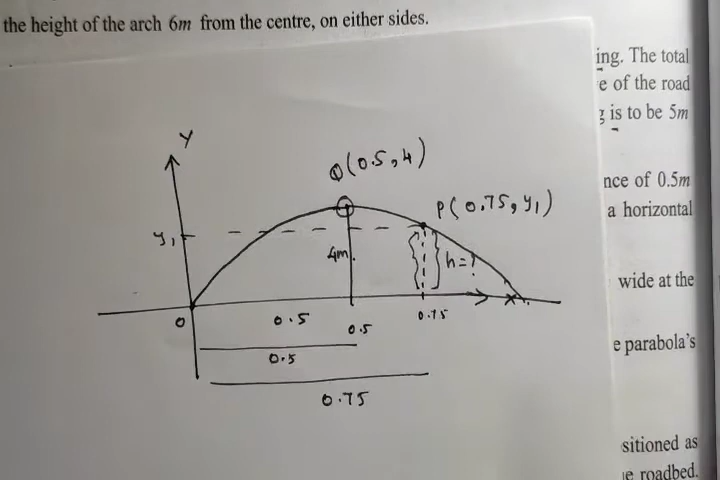 the height of the arch 6m from the centre, on either sides.
ing. The total
e of the road
g is to be 5m
Y
Q(0.5,4)
nce of 0.5m
P(0.75, y₁)
a horizontal
y₁
4m
h=?
wide at the
0
0.5
0.5
0.75
e parabola's
0.5
0.75
sitioned as
e roadbed.